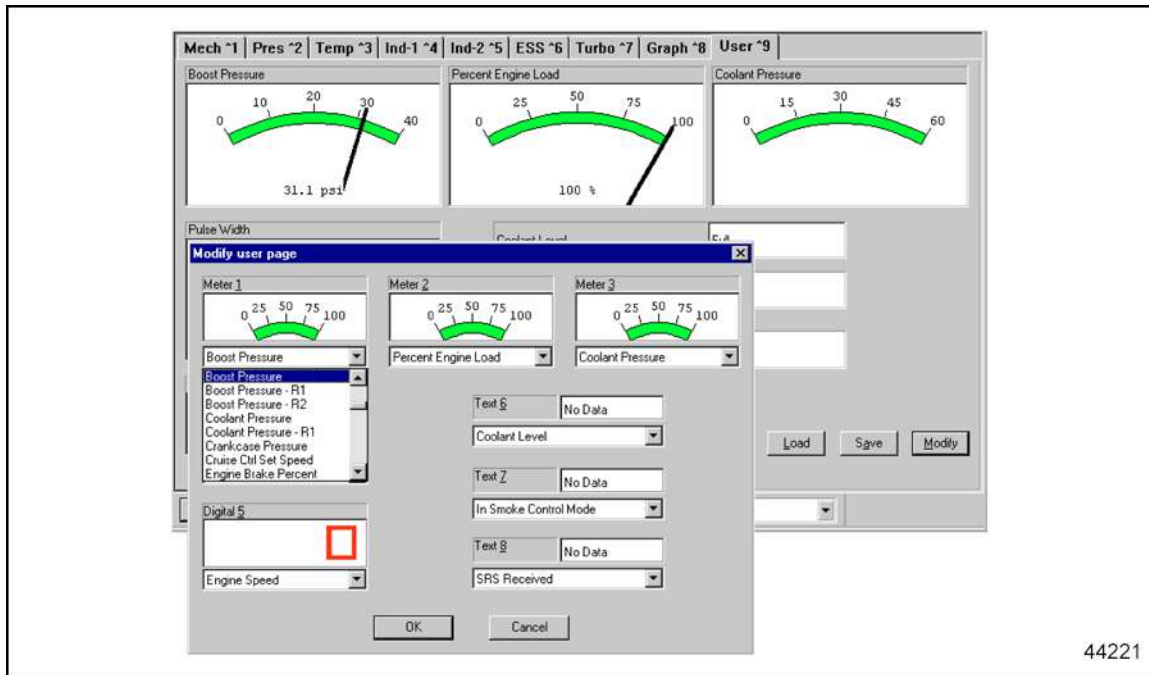 Mech ^1 Pres ^2 Temp ^3 Ind-1 ^4 Ind-2 ^5 ESS ^6 Turbo ^7 Graph ^8 User ^9
Boost Pressure Percent Engine Load Coolant Pressure
0 10 20 30 40 0 25 50 75 100 0 15 30 45 60
31.1 psi 100 %
Pulse Width
Modify user page
Meter 1 Meter 2 Meter 3
0 25 50 75 100 0 25 50 75 100 0 25 50 75 100
Boost Pressure Percent Engine Load Coolant Pressure
Boost Pressure
Boost Pressure - R1
Boost Pressure - R2
Coolant Pressure
Coolant Pressure - R1
Crankcase Pressure
Cruise Ctrl Set Speed
Engine Brake Percent
Text 6 No Data
Coolant Level
Load Save Modify
Text 7 No Data
In Smoke Control Mode
Digital 5
0
Engine Speed
Text 8 No Data
SRS Received
OK Cancel
44221